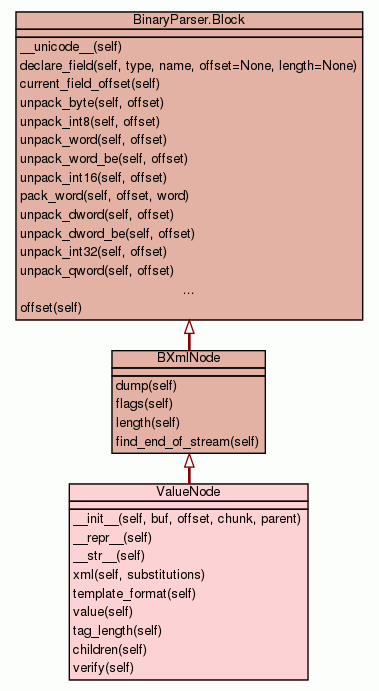 BinaryParser.Block
__unicode__(self)
declare_field(self, type, name, offset=None, length=None)
current_field_offset(self)
unpack_byte(self, offset)
unpack_int8(self, offset)
unpack_word(self, offset)
unpack_word_be(self, offset)
unpack_int16(self, offset)
pack_word(self, offset, word)
unpack_dword(self, offset)
unpack_dword_be(self, offset)
unpack_int32(self, offset)
unpack_qword(self, offset)
...
offset(self)
BXmlNode
dump(self)
flags(self)
length(self)
find_end_of_stream(self)
ValueNode
__init__(self, buf, offset, chunk, parent)
__repr__(self)
__str__(self)
xml(self, substitutions)
template_format(self)
value(self)
tag_length(self)
children(self)
verify(self)